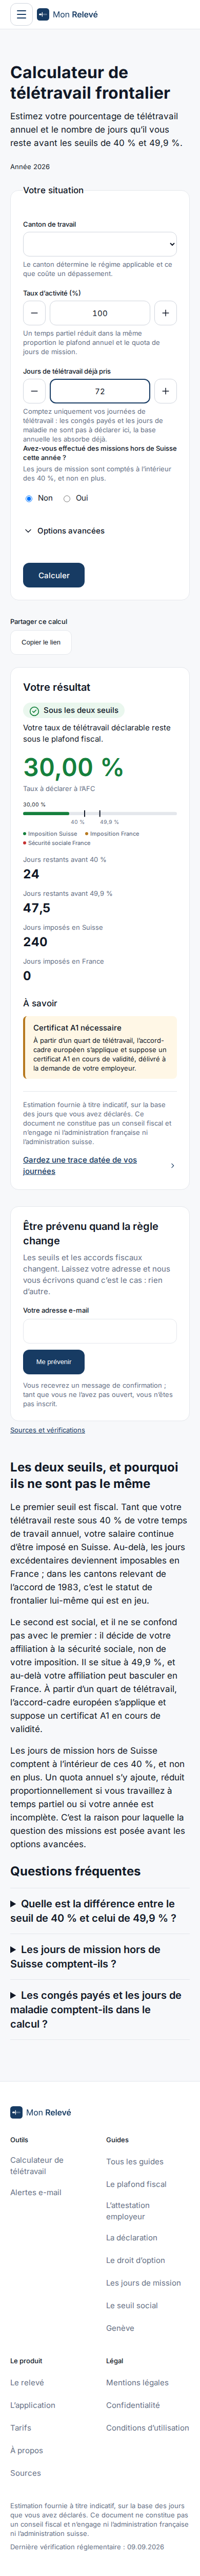 Mon Relevé
Calculateur de
télétravail frontalier
Estimez votre pourcentage de télétravail
annuel et le nombre de jours qu'il vous
reste avant les seuils de 40 % et 49,9 %.
Année 2026
Votre situation
Canton de travail
Le canton détermine le régime applicable et ce
que coûte un dépassement.
Taux d'activité (%)
100
Un temps partiel réduit dans la même
proportion le plafond annuel et le quota de
jours de mission.
Jours de télétravail déjà pris
72
Comptez uniquement vos journées de
télétravail : les congés payés et les jours de
maladie ne sont pas à déclarer ici, la base
annuelle les absorbe déjà.
Avez-vous effectué des missions hors de Suisse
cette année ?
Les jours de mission sont comptés à l'intérieur
des 40 %, et non en plus.
Non
Oui
Options avancées
Calculer
Partager ce calcul
Copier le lien
Votre résultat
Sous les deux seuils
Votre taux de télétravail déclarable reste
sous le plafond fiscal.
30,00 %
Taux à déclarer à l'AFC
30,00 %
40 %
49,9 %
Imposition Suisse
Imposition France
Sécurité sociale France
Jours restants avant 40 %
24
Jours restants avant 49,9 %
47,5
Jours imposés en Suisse
240
Jours imposés en France
0
À savoir
Certificat A1 nécessaire
À partir d'un quart de télétravail, l'accord-
cadre européen s'applique et suppose un
certificat A1 en cours de validité, délivré à
la demande de votre employeur.
Estimation fournie à titre indicatif, sur la base
des jours que vous avez déclarés. Ce
document ne constitue pas un conseil fiscal et
n'engage ni l'administration française ni
l'administration suisse.
Gardez une trace datée de vos
journées
Être prévenu quand la règle
change
Les seuils et les accords fiscaux
changent. Laissez votre adresse et nous
vous écrivons quand c'est le cas : rien
d'autre.
Votre adresse e-mail
Me prévenir
Vous recevrez un message de confirmation ;
tant que vous ne l'avez pas ouvert, vous n'êtes
pas inscrit.
Sources et vérifications
Les deux seuils, et pourquoi
ils ne sont pas le même
Le premier seuil est fiscal. Tant que votre
télétravail reste sous 40 % de votre temps
de travail annuel, votre salaire continue
d'être imposé en Suisse. Au-delà, les jours
excédentaires deviennent imposables en
France ; dans les cantons relevant de
l'accord de 1983, c'est le statut de
frontalier lui-même qui est en jeu.
Le second est social, et il ne se confond
pas avec le premier : il décide de votre
affiliation à la sécurité sociale, non de
votre imposition. Il se situe à 49,9 %, et
au-delà votre affiliation peut basculer en
France. À partir d'un quart de télétravail,
l'accord-cadre européen s'applique et
suppose un certificat A1 en cours de
validité.
Les jours de mission hors de Suisse
comptent à l'intérieur de ces 40 %, et non
en plus. Un quota annuel s'y ajoute, réduit
proportionnellement si vous travaillez à
temps partiel ou si votre année est
incomplète. C'est la raison pour laquelle la
question des missions est posée avant les
options avancées.
Questions fréquentes
Quelle est la différence entre le
seuil de 40 % et celui de 49,9 % ?
Les jours de mission hors de
Suisse comptent-ils ?
Les congés payés et les jours de
maladie comptent-ils dans le
calcul ?
Mon Relevé
Outils
Calculateur de
télétravail
Alertes e-mail
Guides
Tous les guides
Le plafond fiscal
L'attestation
employeur
La déclaration
Le droit d'option
Les jours de mission
Le seuil social
Genève
Le produit
Le relevé
L'application
Tarifs
À propos
Sources
Légal
Mentions légales
Confidentialité
Conditions d'utilisation
Estimation fournie à titre indicatif, sur la base des jours
que vous avez déclarés. Ce document ne constitue pas
un conseil fiscal et n'engage ni l'administration française
ni l'administration suisse.
Dernière vérification réglementaire : 09.09.2026